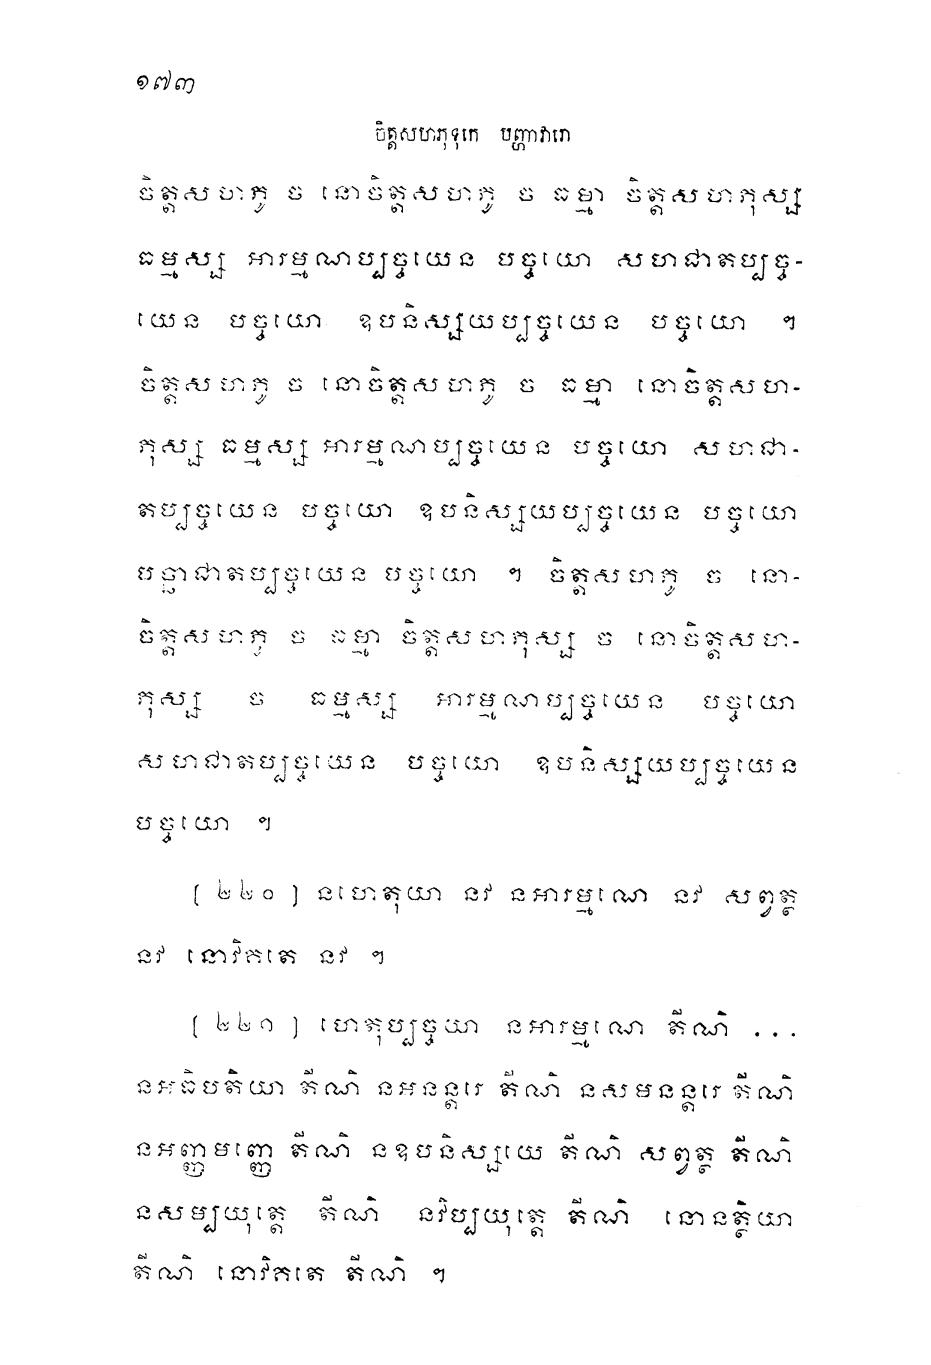 ១៧៣
ចិត្តសហភុទុកេ បញ្ហាវារោ
ចិត្តសហភូ ច នោចិត្តសហភូ ច ធម្មា ចិត្តសហភុស្ស
ធម្មស្ស អារម្មណប្បច្ចយេន បច្ចយោ សហជាតប្បច្ច-
យេន បច្ចយោ ឧបនិស្សយប្បច្ចយេន បច្ចយោ ។
ចិត្តសហភូ ច នោចិត្តសហភូ ច ធម្មា នោចិត្តសហ-
ភុស្ស ធម្មស្ស អារម្មណប្បច្ចយេន បច្ចយោ សហជា-
តប្បច្ចយេន បច្ចយោ ឧបនិស្សយប្បច្ចយេន បច្ចយោ
បច្ឆាជាតប្បច្ចយេន បច្ចយោ ។ ចិត្តសហភូ ច នោ-
ចិត្តសហភូ ច ធម្មា ចិត្តសហភុស្ស ច នោចិត្តសហ-
ភុស្ស ច ធម្មស្ស អារម្មណប្បច្ចយេន បច្ចយោ
សហជាតប្បច្ចយេន បច្ចយោ ឧបនិស្សយប្បច្ចយេន
បច្ចយោ ។
[ ២២០ ] នហេតុយា នវ នអារម្មណេ នវ សព្វត្ថ
នវ នោវិគតេ នវ ។
[ ២២១ ] ហេតុប្បច្ចយា នអារម្មណេ តីណិ ...
នអធិបតិយា តីណិ នអនន្តរេ តីណិ នសមនន្តរេ តីណិ
នអញ្ញមញ្ញេ តីណិ នឧបនិស្សយេ តីណិ សព្វត្ថ តីណិ
នសម្បយុត្តេ តីណិ នវិប្បយុត្តេ តីណិ នោនត្ថិយា
តីណិ នោវិគតេ តីណិ ។